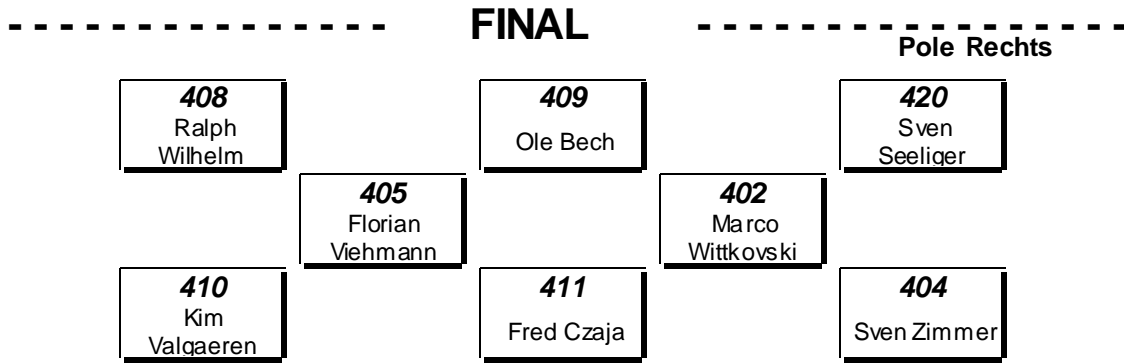 - - - - - - - - - - - - - - - FINAL - - - - - - - - - - - - - - - - -
Pole Rechts
408
Ralph
Wilhelm
409
Ole Bech
420
Sven
Seeliger
405
Florian
Viehmann
402
Marco
Wittkovski
410
Kim
Valgaeren
411
Fred Czaja
404
Sven Zimmer